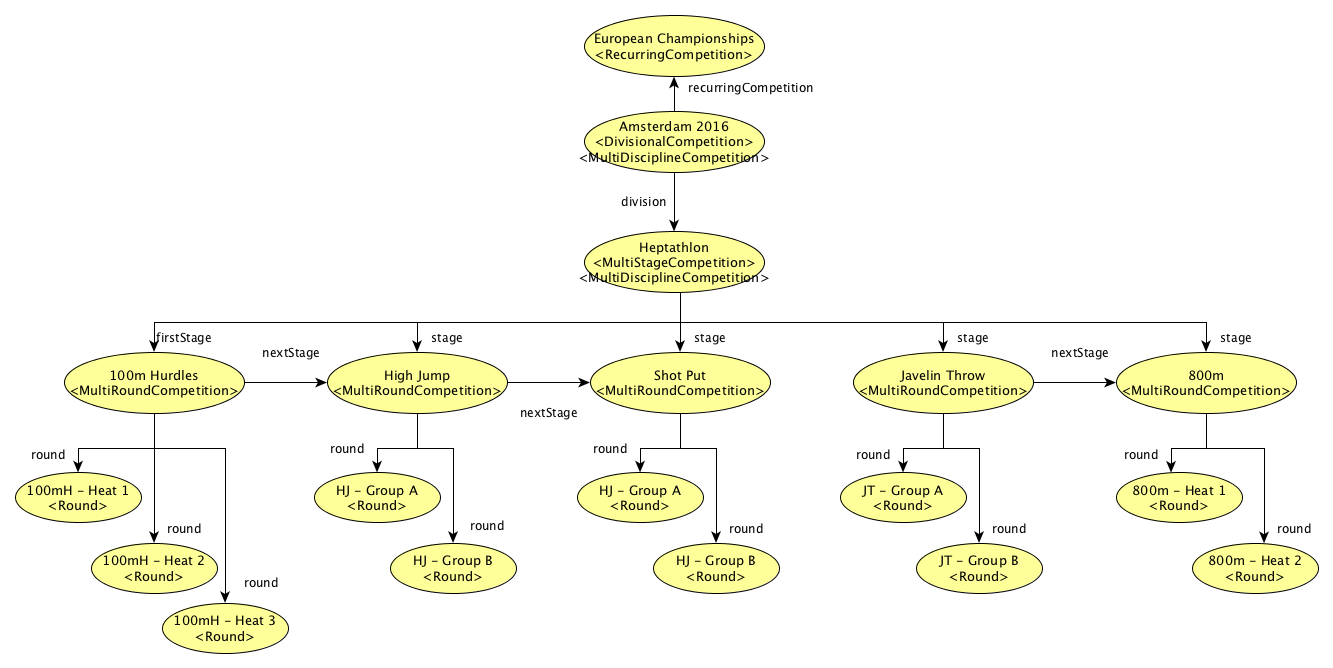 European Championships
<RecurringCompetition>
recurringCompetition
Amsterdam 2016
<DivisionalCompetition>
<MultiDisciplineCompetition>
division
Heptathlon
<MultiStageCompetition>
<MultiDisciplineCompetition>
firstStage
stage
stage
stage
stage
nextStage
nextStage
100m Hurdles
<MultiRoundCompetition>
High Jump
<MultiRoundCompetition>
Shot Put
<MultiRoundCompetition>
Javelin Throw
<MultiRoundCompetition>
800m
<MultiRoundCompetition>
nextStage
round
round
round
round
round
100mH – Heat 1
<Round>
HJ – Group A
<Round>
HJ – Group A
<Round>
JT – Group A
<Round>
800m – Heat 1
<Round>
round
round
round
round
round
100mH – Heat 2
<Round>
HJ – Group B
<Round>
HJ – Group B
<Round>
JT – Group B
<Round>
800m – Heat 2
<Round>
round
100mH – Heat 3
<Round>